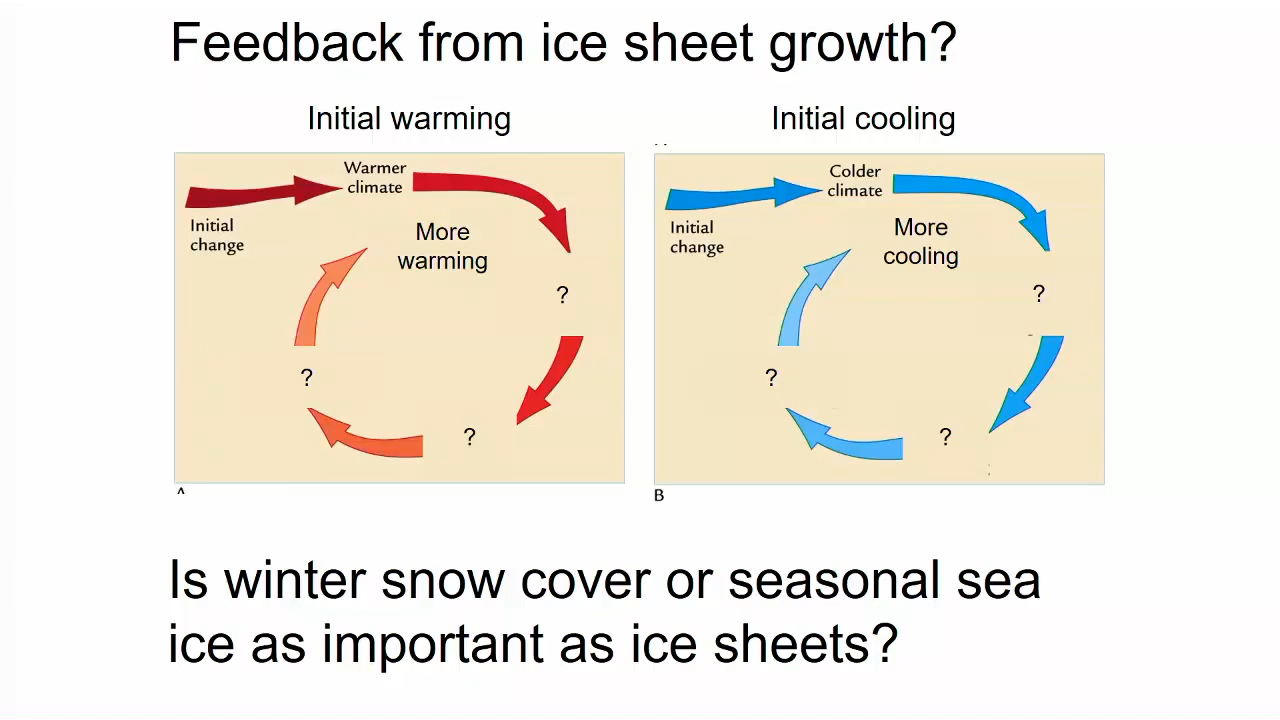 Feedback from ice sheet growth?
Initial warming
Initial cooling
Warmer
climate
Initial
change
More
warming
?
?
?
A
Colder
climate
Initial
change
More
cooling
?
?
?
B
Is winter snow cover or seasonal sea
ice as important as ice sheets?